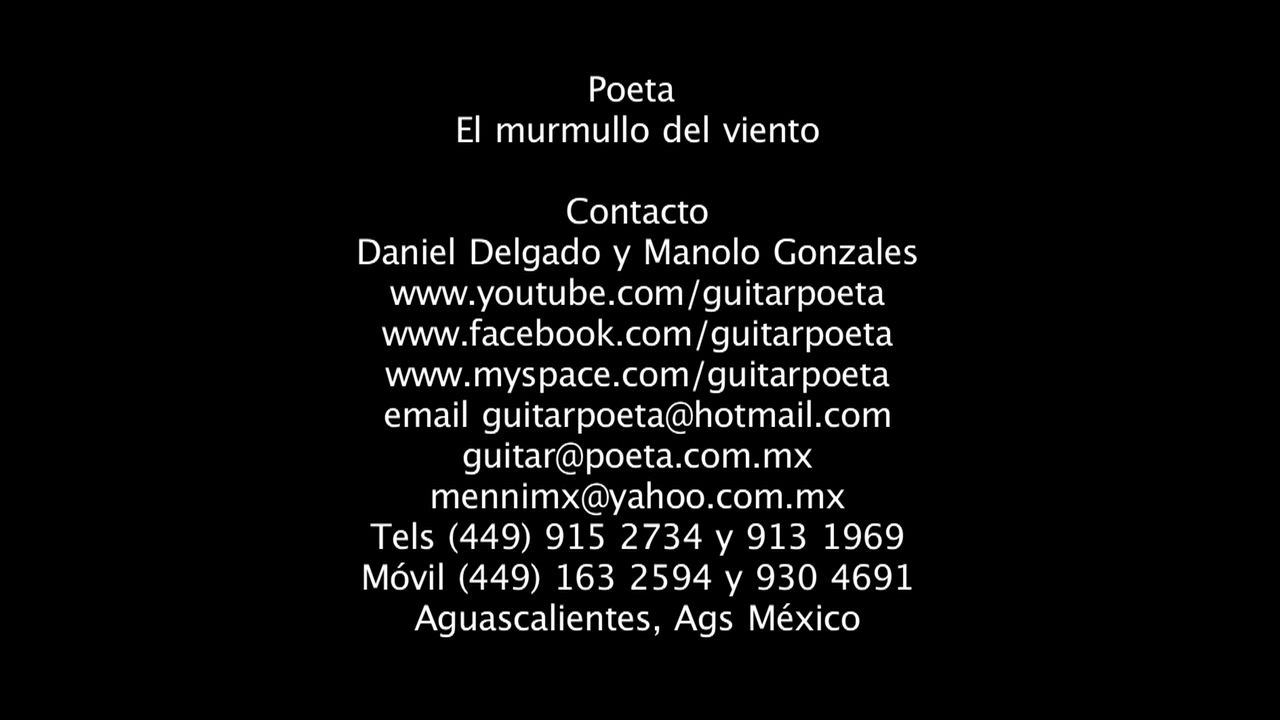 Poeta
El murmullo del viento
Contacto
Daniel Delgado y Manolo Gonzales
www.youtube.com/guitarpoeta
www.facebook.com/guitarpoeta
www.myspace.com/guitarpoeta
email guitarpoeta@hotmail.com
guitar@poeta.com.mx
mennimx@yahoo.com.mx
Tels (449) 915 2734 y 913 1969
Móvil (449) 163 2594 y 930 4691
Aguascalientes, Ags México